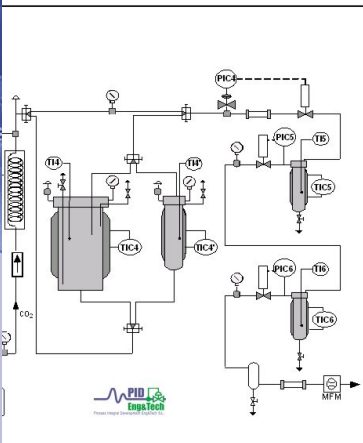 PIC4
PIC5
TI5
TI4
TI4'
TIC5
TIC4
TIC4'
PIC6
TI6
CO2
TIC6
PID
Eng&Tech
MFM